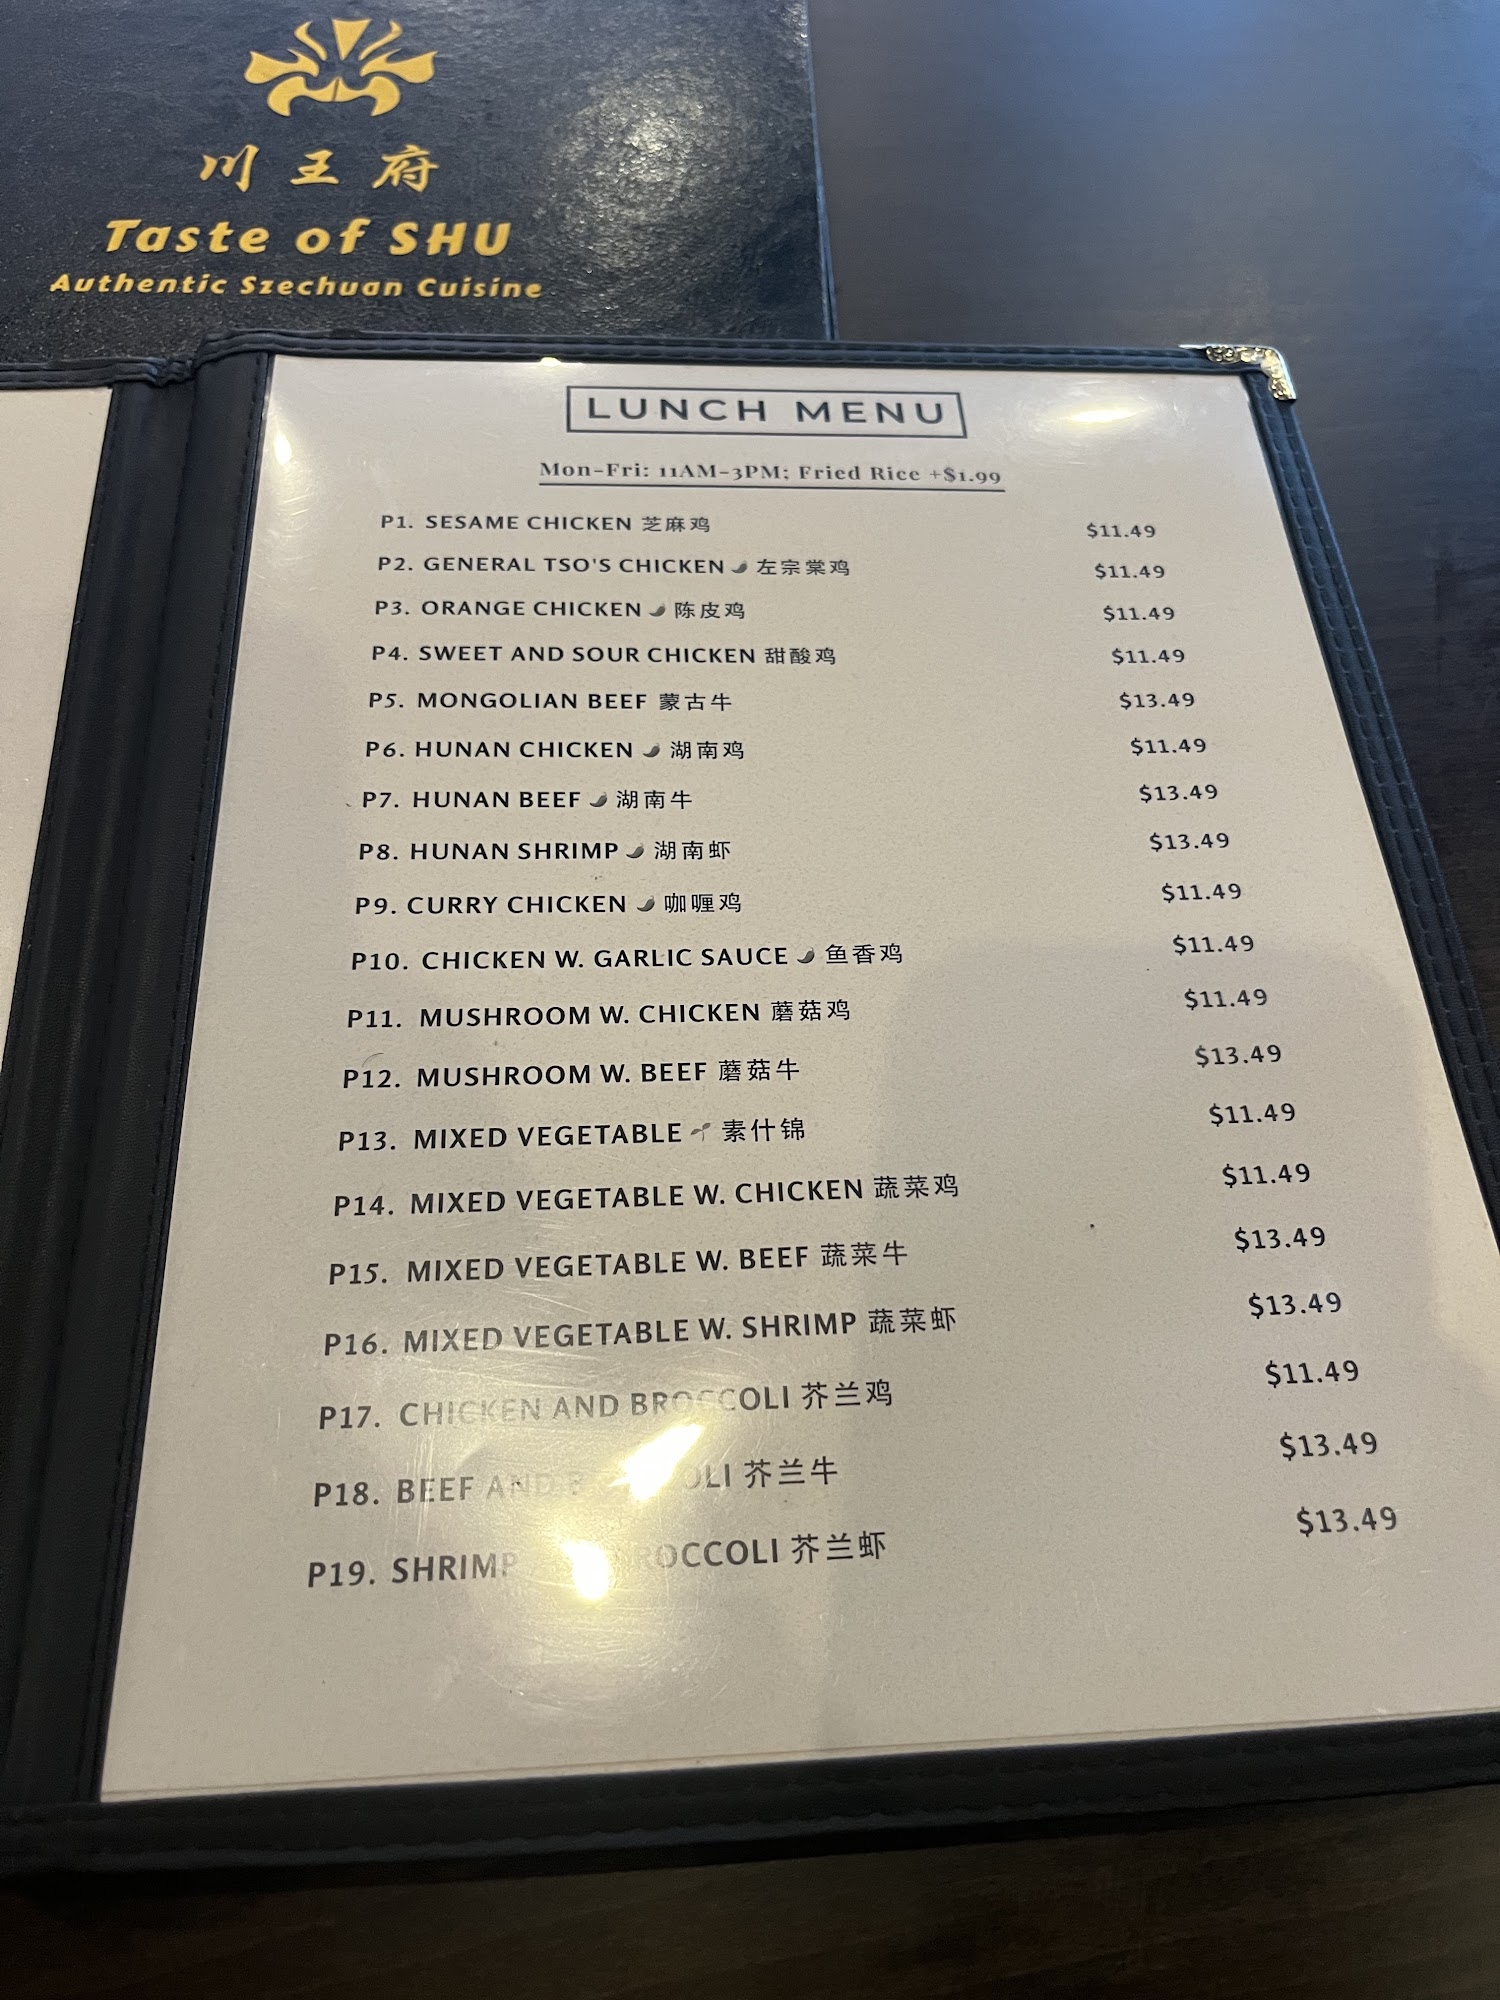 川王府
Taste of SHU
Authentic Szechuan Cuisine
LUNCH MENU
Mon-Fri: 11AM-3PM; Fried Rice +$1.99
P1. SESAME CHICKEN 芝麻鸡 $11.49
P2. GENERAL TSO'S CHICKEN 左宗棠鸡 $11.49
P3. ORANGE CHICKEN 陈皮鸡 $11.49
P4. SWEET AND SOUR CHICKEN 甜酸鸡 $11.49
P5. MONGOLIAN BEEF 蒙古牛 $13.49
P6. HUNAN CHICKEN 湖南鸡 $11.49
P7. HUNAN BEEF 湖南牛 $13.49
P8. HUNAN SHRIMP 湖南虾 $13.49
P9. CURRY CHICKEN 咖喱鸡 $11.49
P10. CHICKEN W. GARLIC SAUCE 鱼香鸡 $11.49
P11. MUSHROOM W. CHICKEN 蘑菇鸡 $11.49
P12. MUSHROOM W. BEEF 蘑菇牛 $13.49
P13. MIXED VEGETABLE 素什锦 $11.49
P14. MIXED VEGETABLE W. CHICKEN 蔬菜鸡 $11.49
P15. MIXED VEGETABLE W. BEEF 蔬菜牛 $13.49
P16. MIXED VEGETABLE W. SHRIMP 蔬菜虾 $13.49
P17. CHICKEN AND BROCCOLI 芥兰鸡 $11.49
P18. BEEF AND 芥兰牛 $13.49
P19. SHRIMP BROCCOLI 芥兰虾 $13.49